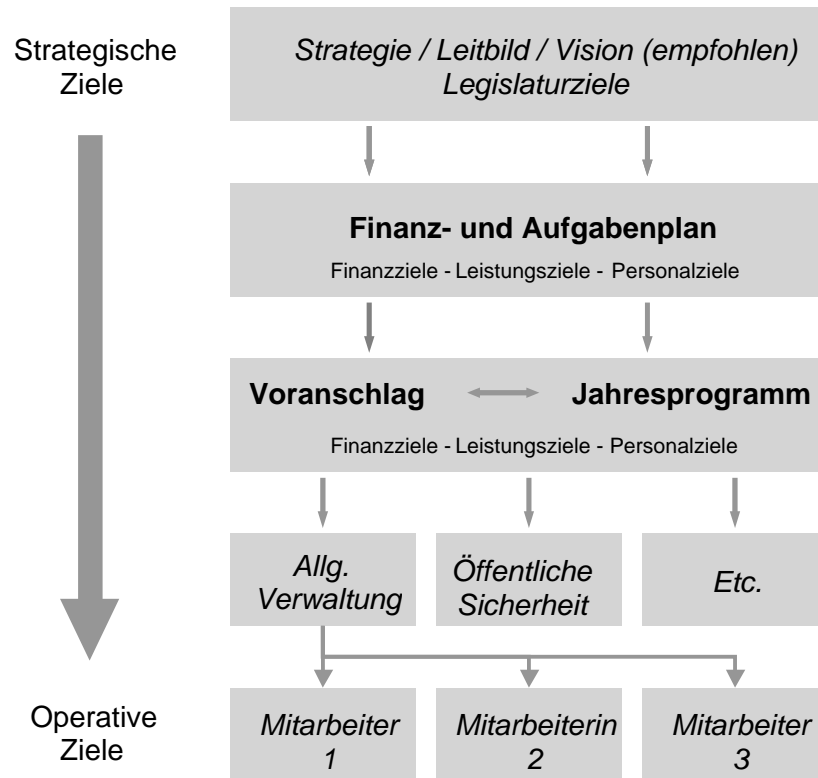 Strategische
Ziele
Strategie / Leitbild / Vision (empfohlen)
Legislaturziele
Finanz- und Aufgabenplan
Finanzziele - Leistungsziele - Personalziele
Voranschlag
Jahresprogramm
Finanzziele - Leistungsziele - Personalziele
Allg.
Verwaltung
Öffentliche
Sicherheit
Etc.
Operative
Ziele
Mitarbeiter
1
Mitarbeiterin
2
Mitarbeiter
3